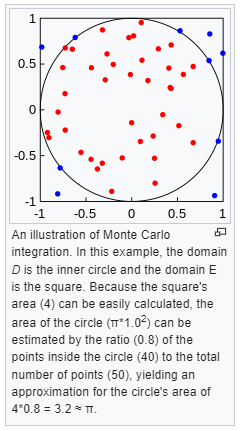 1
0.5
0
-0.5
-1
-1 -0.5 0 0.5 1
An illustration of Monte Carlo
integration. In this example, the domain
D is the inner circle and the domain E
is the square. Because the square's
area (4) can be easily calculated, the
area of the circle (π*1.0²) can be
estimated by the ratio (0.8) of the
points inside the circle (40) to the total
number of points (50), yielding an
approximation for the circle's area of
4*0.8 = 3.2 ≈ π.